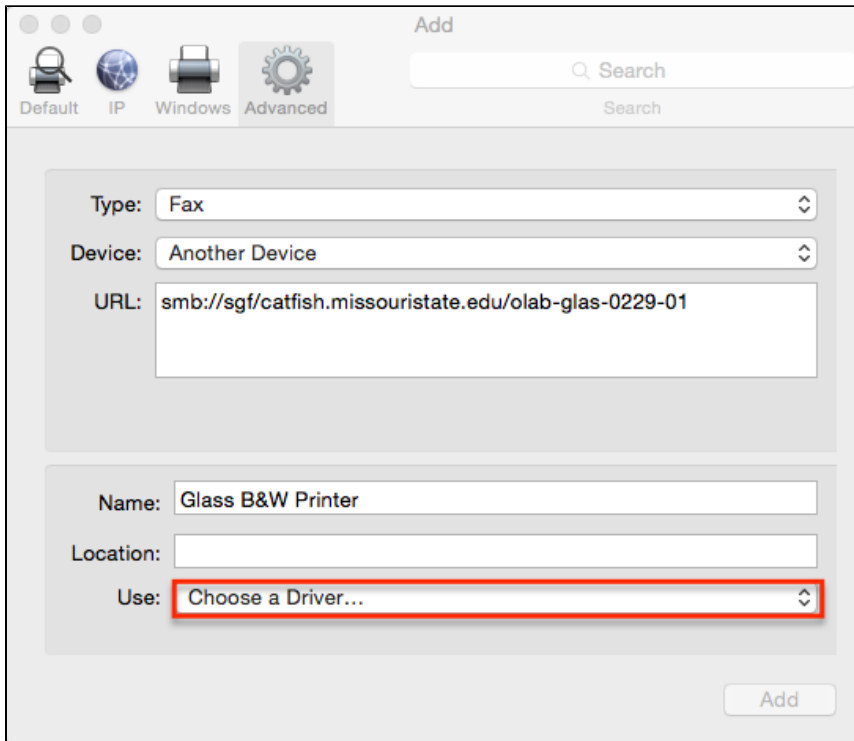 Add
Search
Default IP Windows Advanced Search
Type: Fax
Device: Another Device
URL: smb://sgf/catfish.missouristate.edu/olab-glas-0229-01
Name: Glass B&W Printer
Location:
Use: Choose a Driver...
Add